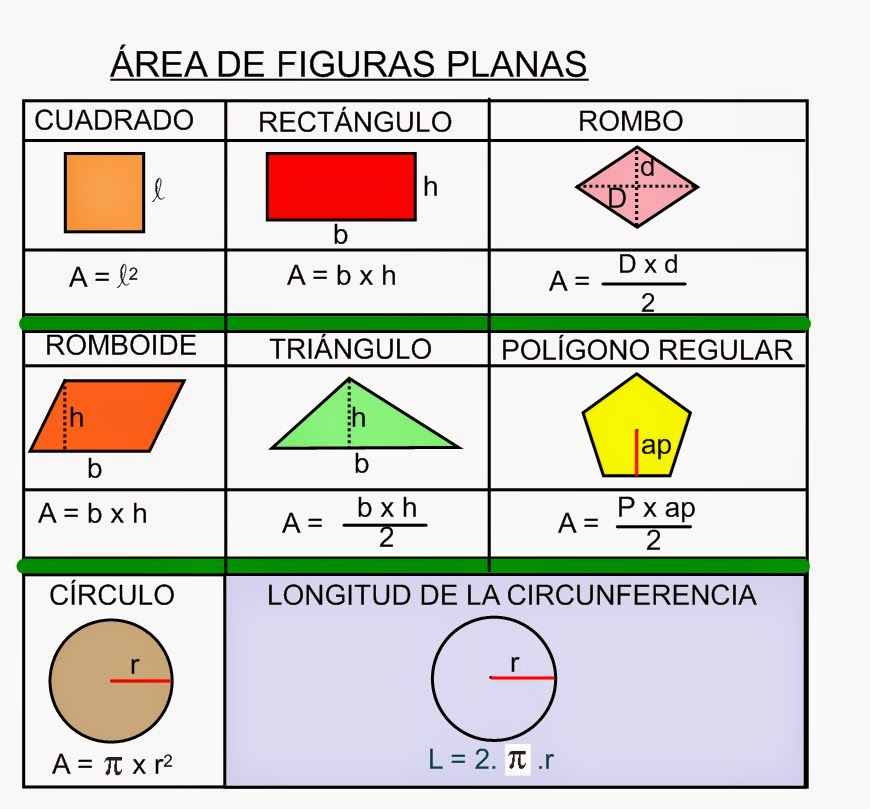 ÁREA DE FIGURAS PLANAS
CUADRADO
RECTÁNGULO
ROMBO
ℓ
h
b
d
D
A = ℓ²
A = b x h
A = D x d
2
ROMBOIDE
TRIÁNGULO
POLÍGONO REGULAR
h
b
h
b
ap
A = b x h
A = b x h
2
A = P x ap
2
CÍRCULO
LONGITUD DE LA CIRCUNFERENCIA
r
r
A = π x r²
L = 2. π .r